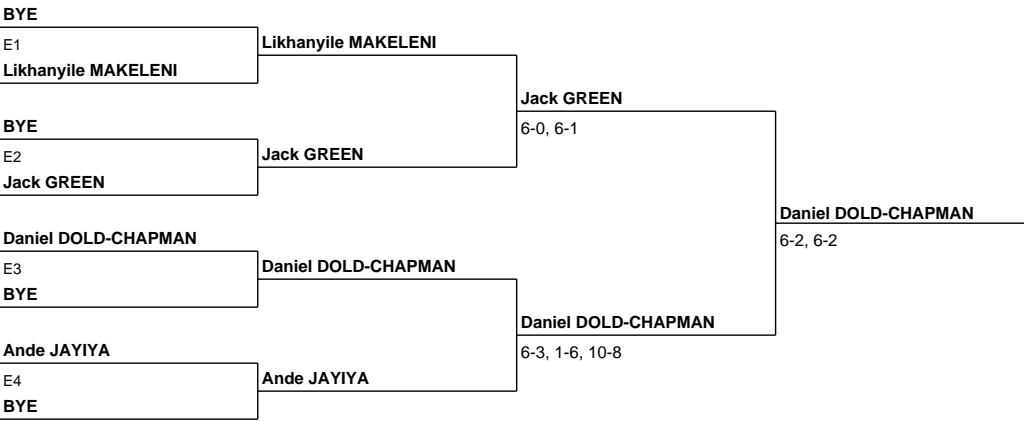 BYE
E1
Likhanyile MAKELENI
BYE
E2
Jack GREEN
Daniel DOLD-CHAPMAN
E3
BYE
Ande JAYIYA
E4
BYE
Likhanyile MAKELENI
Jack GREEN
Daniel DOLD-CHAPMAN
Ande JAYIYA
Jack GREEN
6-0, 6-1
Daniel DOLD-CHAPMAN
6-3, 1-6, 10-8
Daniel DOLD-CHAPMAN
6-2, 6-2